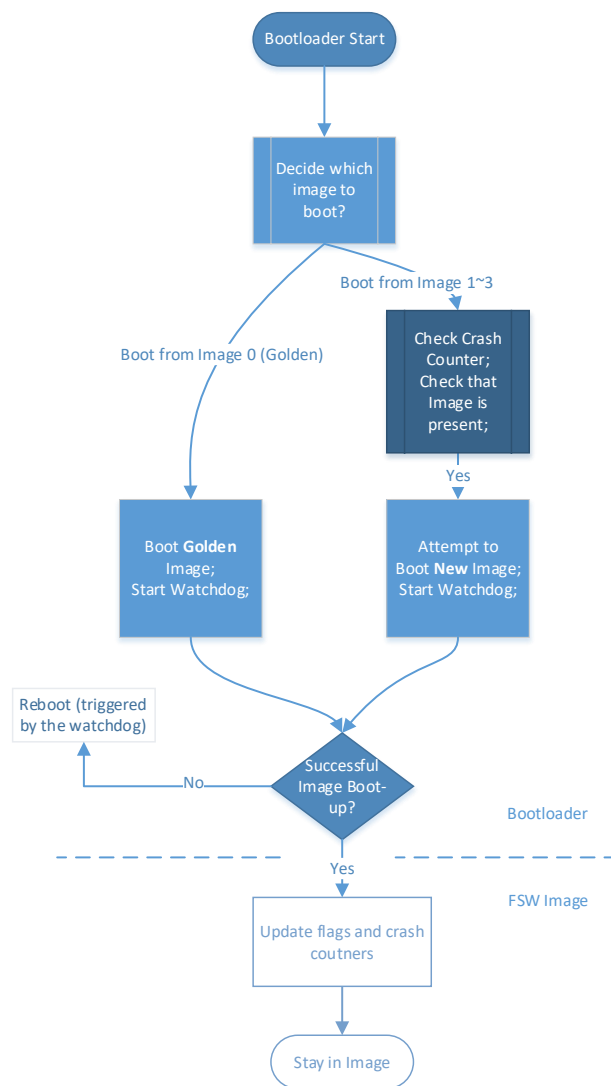 Bootloader Start
Decide which
image to
boot?
Boot from Image 1~3
Boot from Image 0 (Golden)
Check Crash
Counter;
Check that
Image is
present;
Yes
Boot Golden
Image;
Start Watchdog;
Attempt to
Boot New Image;
Start Watchdog;
Reboot (triggered
by the watchdog)
No
Successful
Image Boot-
up?
Bootloader
Yes
FSW Image
Update flags and crash
coutners
Stay in Image